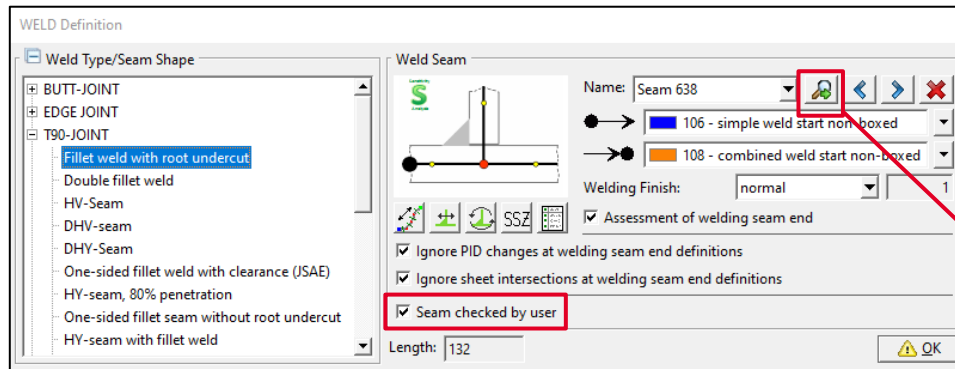 WELD Definition
Weld Type/Seam Shape
BUTT-JOINT
EDGE JOINT
T90-JOINT
Fillet weld with root undercut
Double fillet weld
HV-Seam
DHV-seam
DHY-Seam
One-sided fillet weld with clearance (JSAE)
HY-seam, 80% penetration
One-sided fillet seam without root undercut
HY-seam with fillet weld
Weld Seam
S
Analysis
Name: Seam 638
106 - simple weld start non-boxed
108 - combined weld start non-boxed
Welding Finish: normal 1
SSZ
Assessment of welding seam end
Ignore PID changes at welding seam end definitions
Ignore sheet intersections at welding seam end definitions
Seam checked by user
Length: 132
OK